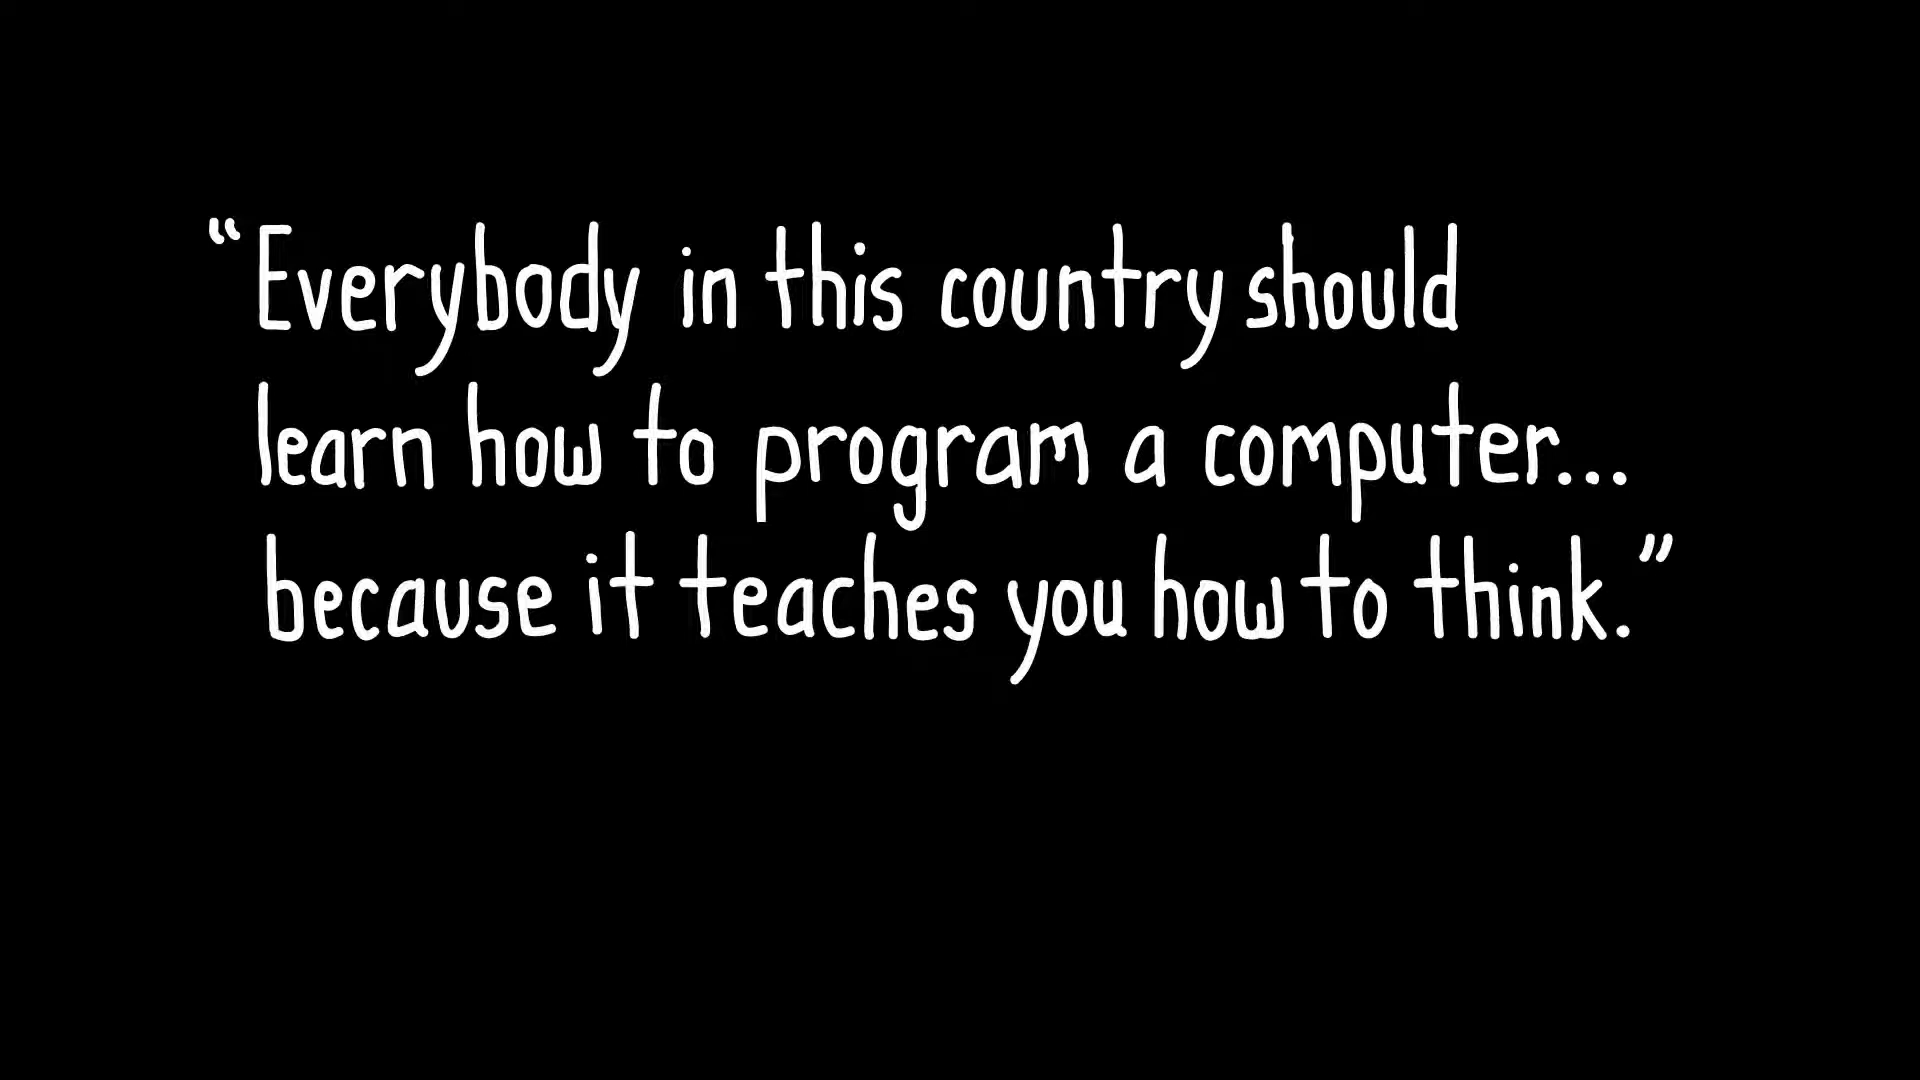 “Everybody in this country should
learn how to program a computer...
because it teaches you how to think.”